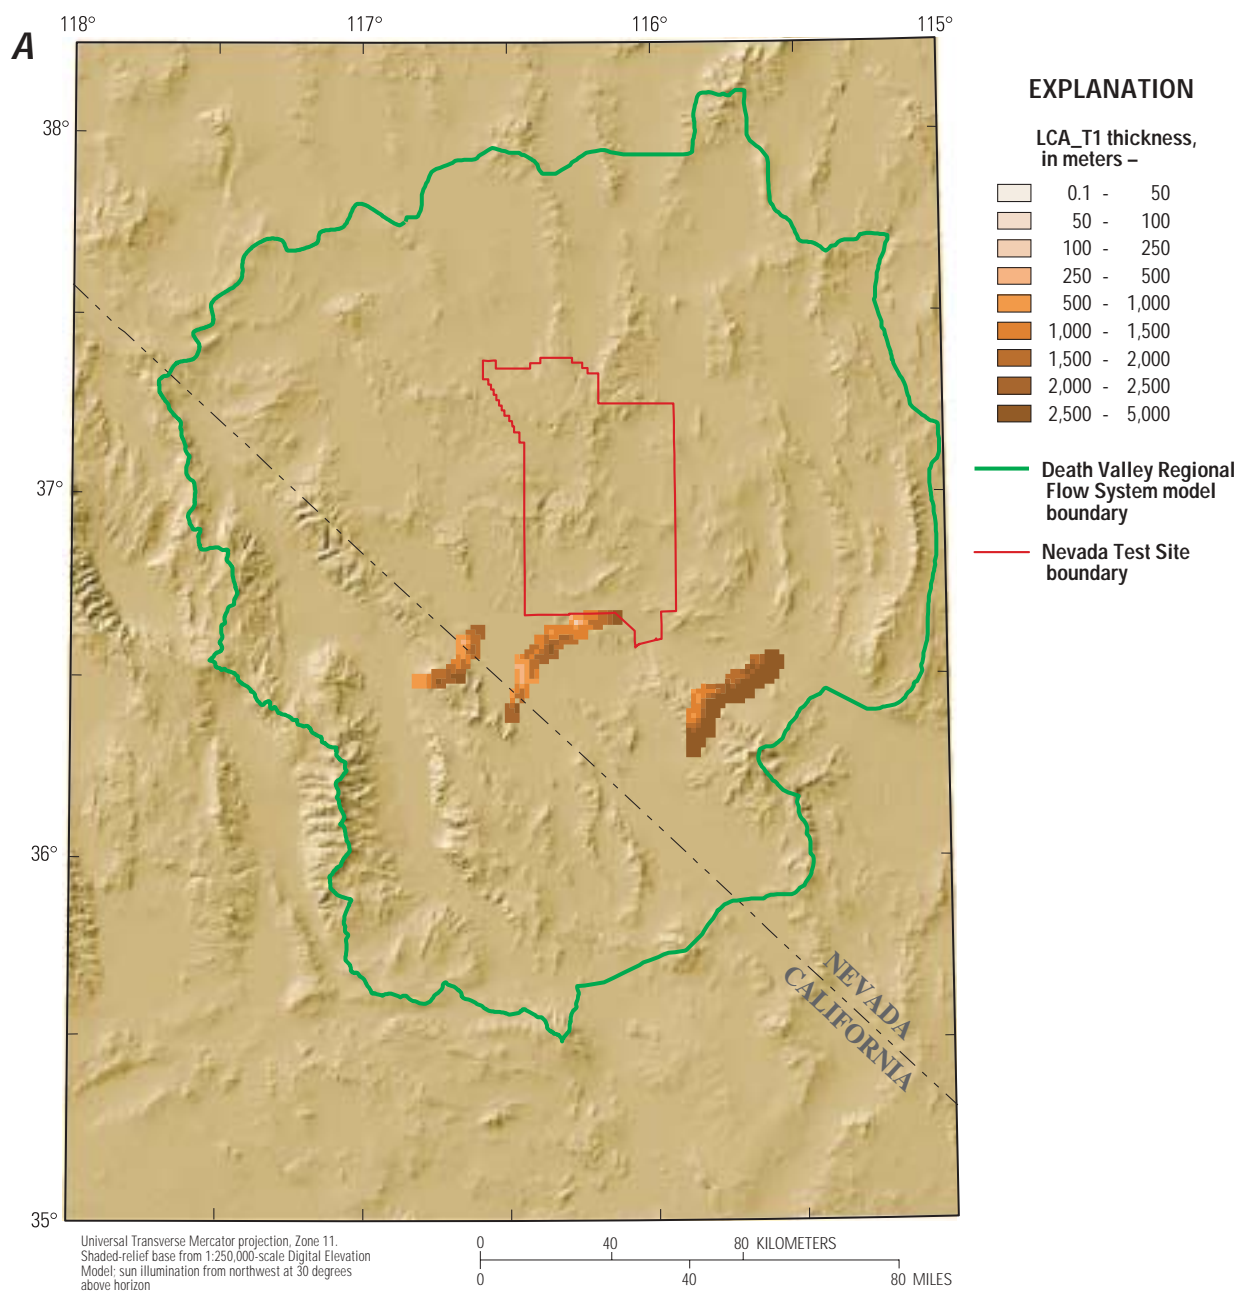 A
118°
117°
116°
115°
38°
37°
36°
35°
EXPLANATION
LCA_T1 thickness,
in meters –
0.1 - 50
50 - 100
100 - 250
250 - 500
500 - 1,000
1,000 - 1,500
1,500 - 2,000
2,000 - 2,500
2,500 - 5,000
Death Valley Regional
Flow System model
boundary
Nevada Test Site
boundary
NEVADA
CALIFORNIA
Universal Transverse Mercator projection, Zone 11.
Shaded-relief base from 1:250,000-scale Digital Elevation
Model; sun illumination from northwest at 30 degrees
above horizon
0 40 80 KILOMETERS
0 40 80 MILES